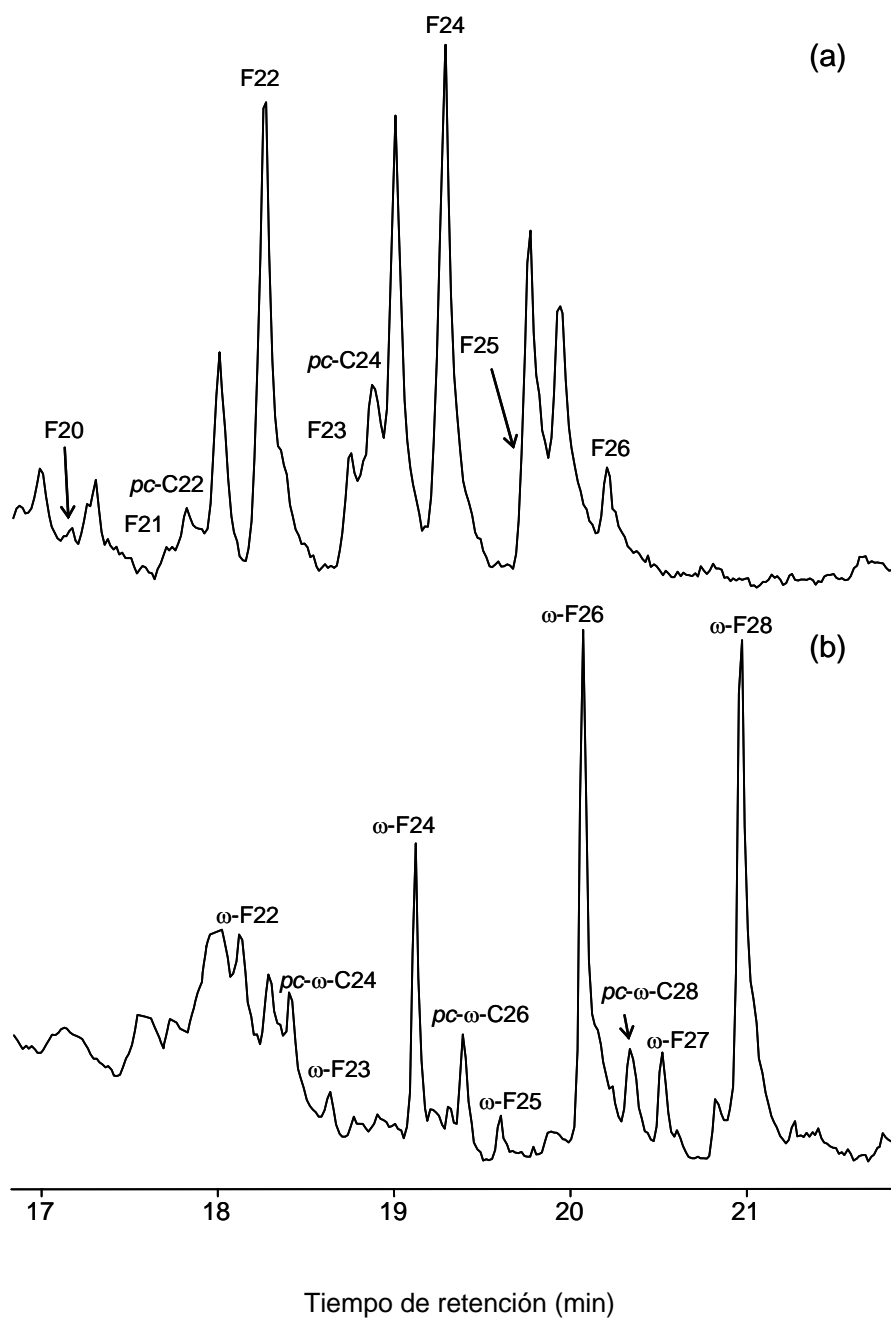 F24
(a)
F22
F25
pc-C24
F20
F23
F26
pc-C22
F21
ω-F26
ω-F28
(b)
ω-F24
ω-F22
pc-ω-C24
pc-ω-C28
pc-ω-C26
ω-F27
ω-F23
ω-F25
17 18 19 20 21
Tiempo de retención (min)